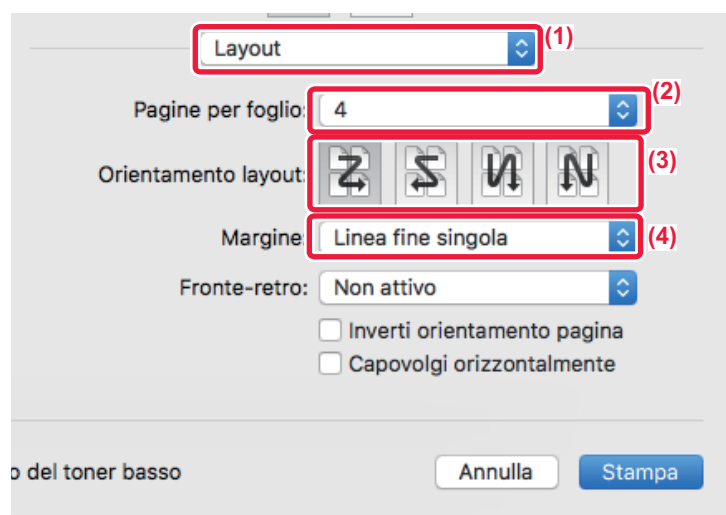 Layout (1)
Pagine per foglio: 4 (2)
Orientamento layout: (3)
Margine: Linea fine singola (4)
Fronte-retro: Non attivo
Inverti orientamento pagina
Capovolgi orizzontalmente
o del toner basso Annulla Stampa